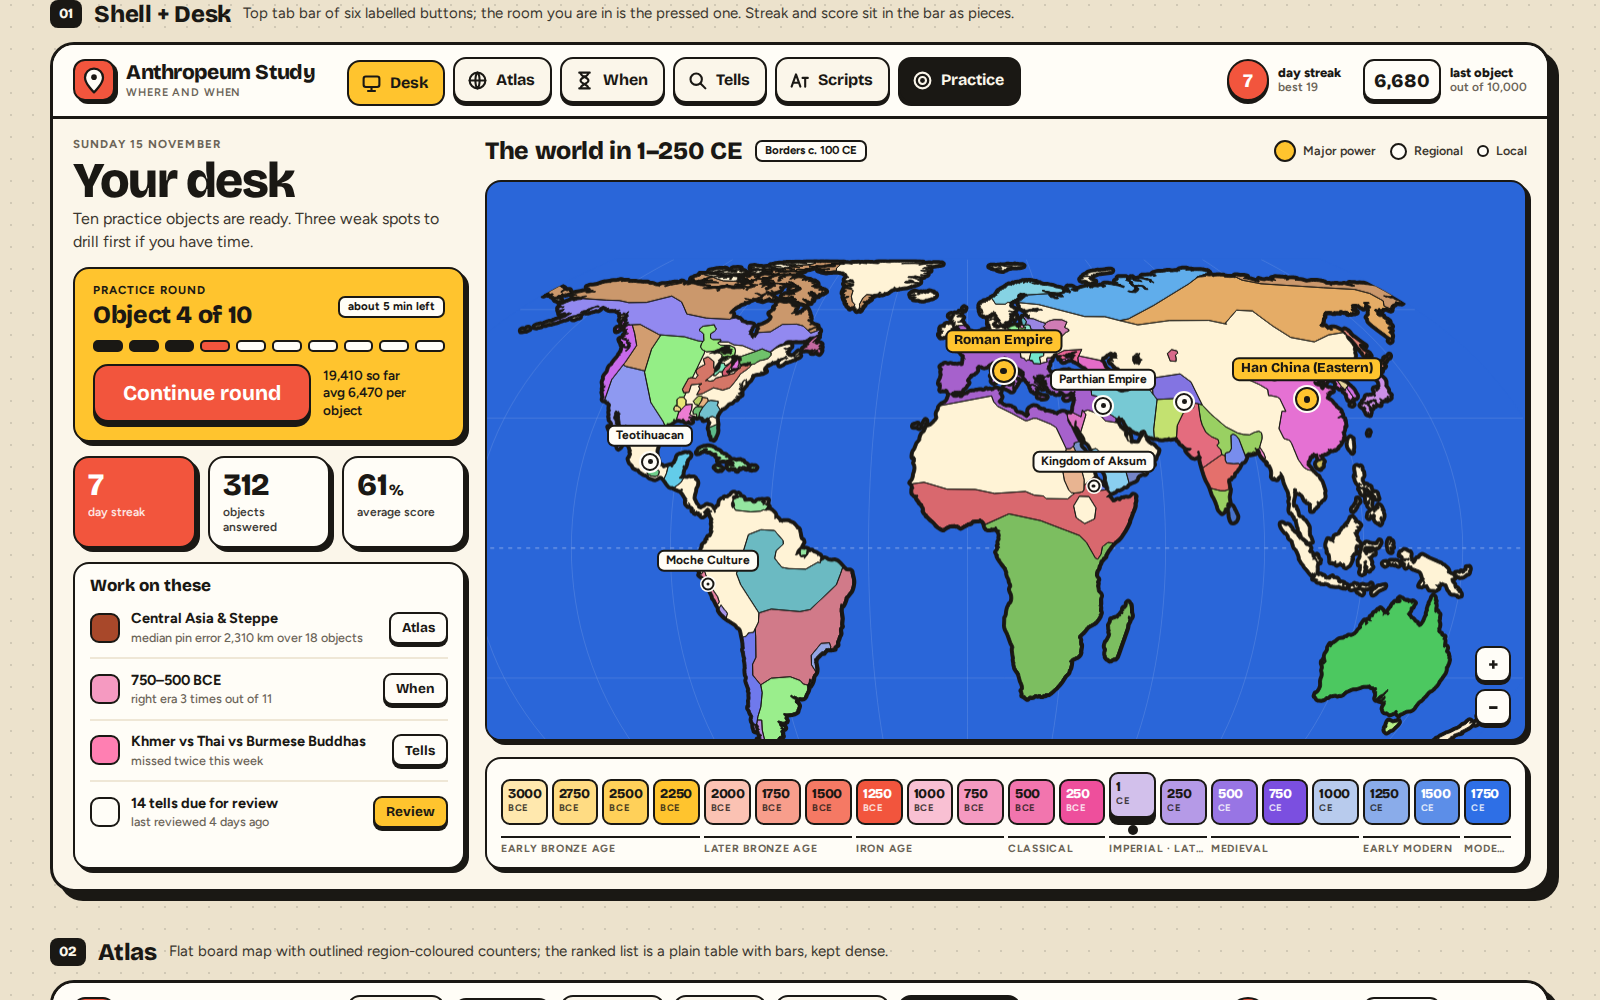 01 Shell + Desk Top tab bar of six labelled buttons; the room you are in is the pressed one. Streak and score sit in the bar as pieces.
Anthropeum Study
WHERE AND WHEN
Desk
Atlas
When
Tells
Scripts
Practice
7
day streak
best 19
6,680
last object
out of 10,000
SUNDAY 15 NOVEMBER
Your desk
Ten practice objects are ready. Three weak spots to
drill first if you have time.
PRACTICE ROUND
Object 4 of 10
about 5 min left
Continue round
19,410 so far
avg 6,470 per
object
7
day streak
312
objects
answered
61%
average score
Work on these
Central Asia & Steppe
median pin error 2,310 km over 18 objects
Atlas
750–500 BCE
right era 3 times out of 11
When
Khmer vs Thai vs Burmese Buddhas
missed twice this week
Tells
14 tells due for review
last reviewed 4 days ago
Review
The world in 1–250 CE
Borders c. 100 CE
Major power
Regional
Local
Roman Empire
Han China (Eastern)
Parthian Empire
Teotihuacan
Kingdom of Aksum
Moche Culture
+
−
3000 BCE
2750 BCE
2500 BCE
2250 BCE
2000 BCE
1750 BCE
1500 BCE
1250 BCE
1000 BCE
750 BCE
500 BCE
250 BCE
1 CE
250 CE
500 CE
750 CE
1000 CE
1250 CE
1500 CE
1750 CE
EARLY BRONZE AGE
LATER BRONZE AGE
IRON AGE
CLASSICAL
IMPERIAL · LAT…
MEDIEVAL
EARLY MODERN
MODE…
02 Atlas Flat board map with outlined region-coloured counters; the ranked list is a plain table with bars, kept dense.